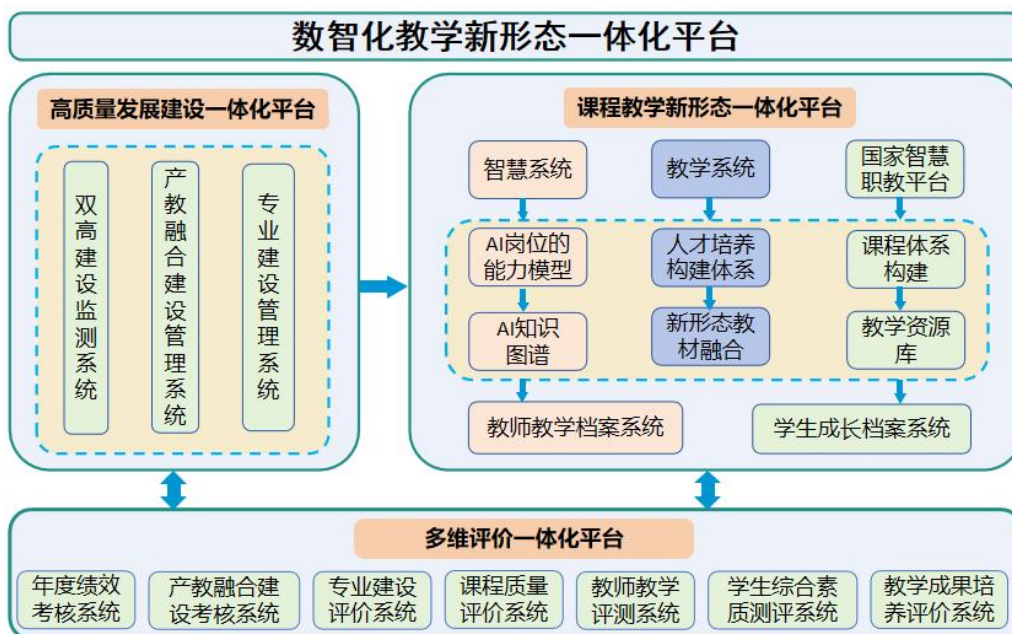 数智化教学新形态一体化平台
高质量发展建设一体化平台
双高建设监测系统
产教融合建设管理系统
专业建设管理系统
课程教学新形态一体化平台
智慧系统
教学系统
国家智慧
职教平台
AI岗位的
能力模型
人才培养
构建体系
课程体系
构建
AI知识
图谱
新形态教
材融合
教学资源
库
教师教学档案系统
学生成长档案系统
多维评价一体化平台
年度绩效
考核系统
产教融合建
设考核系统
专业建设
评价系统
课程质量
评价系统
教师教学
评测系统
学生综合素
质测评系统
教学成果培
养评价系统